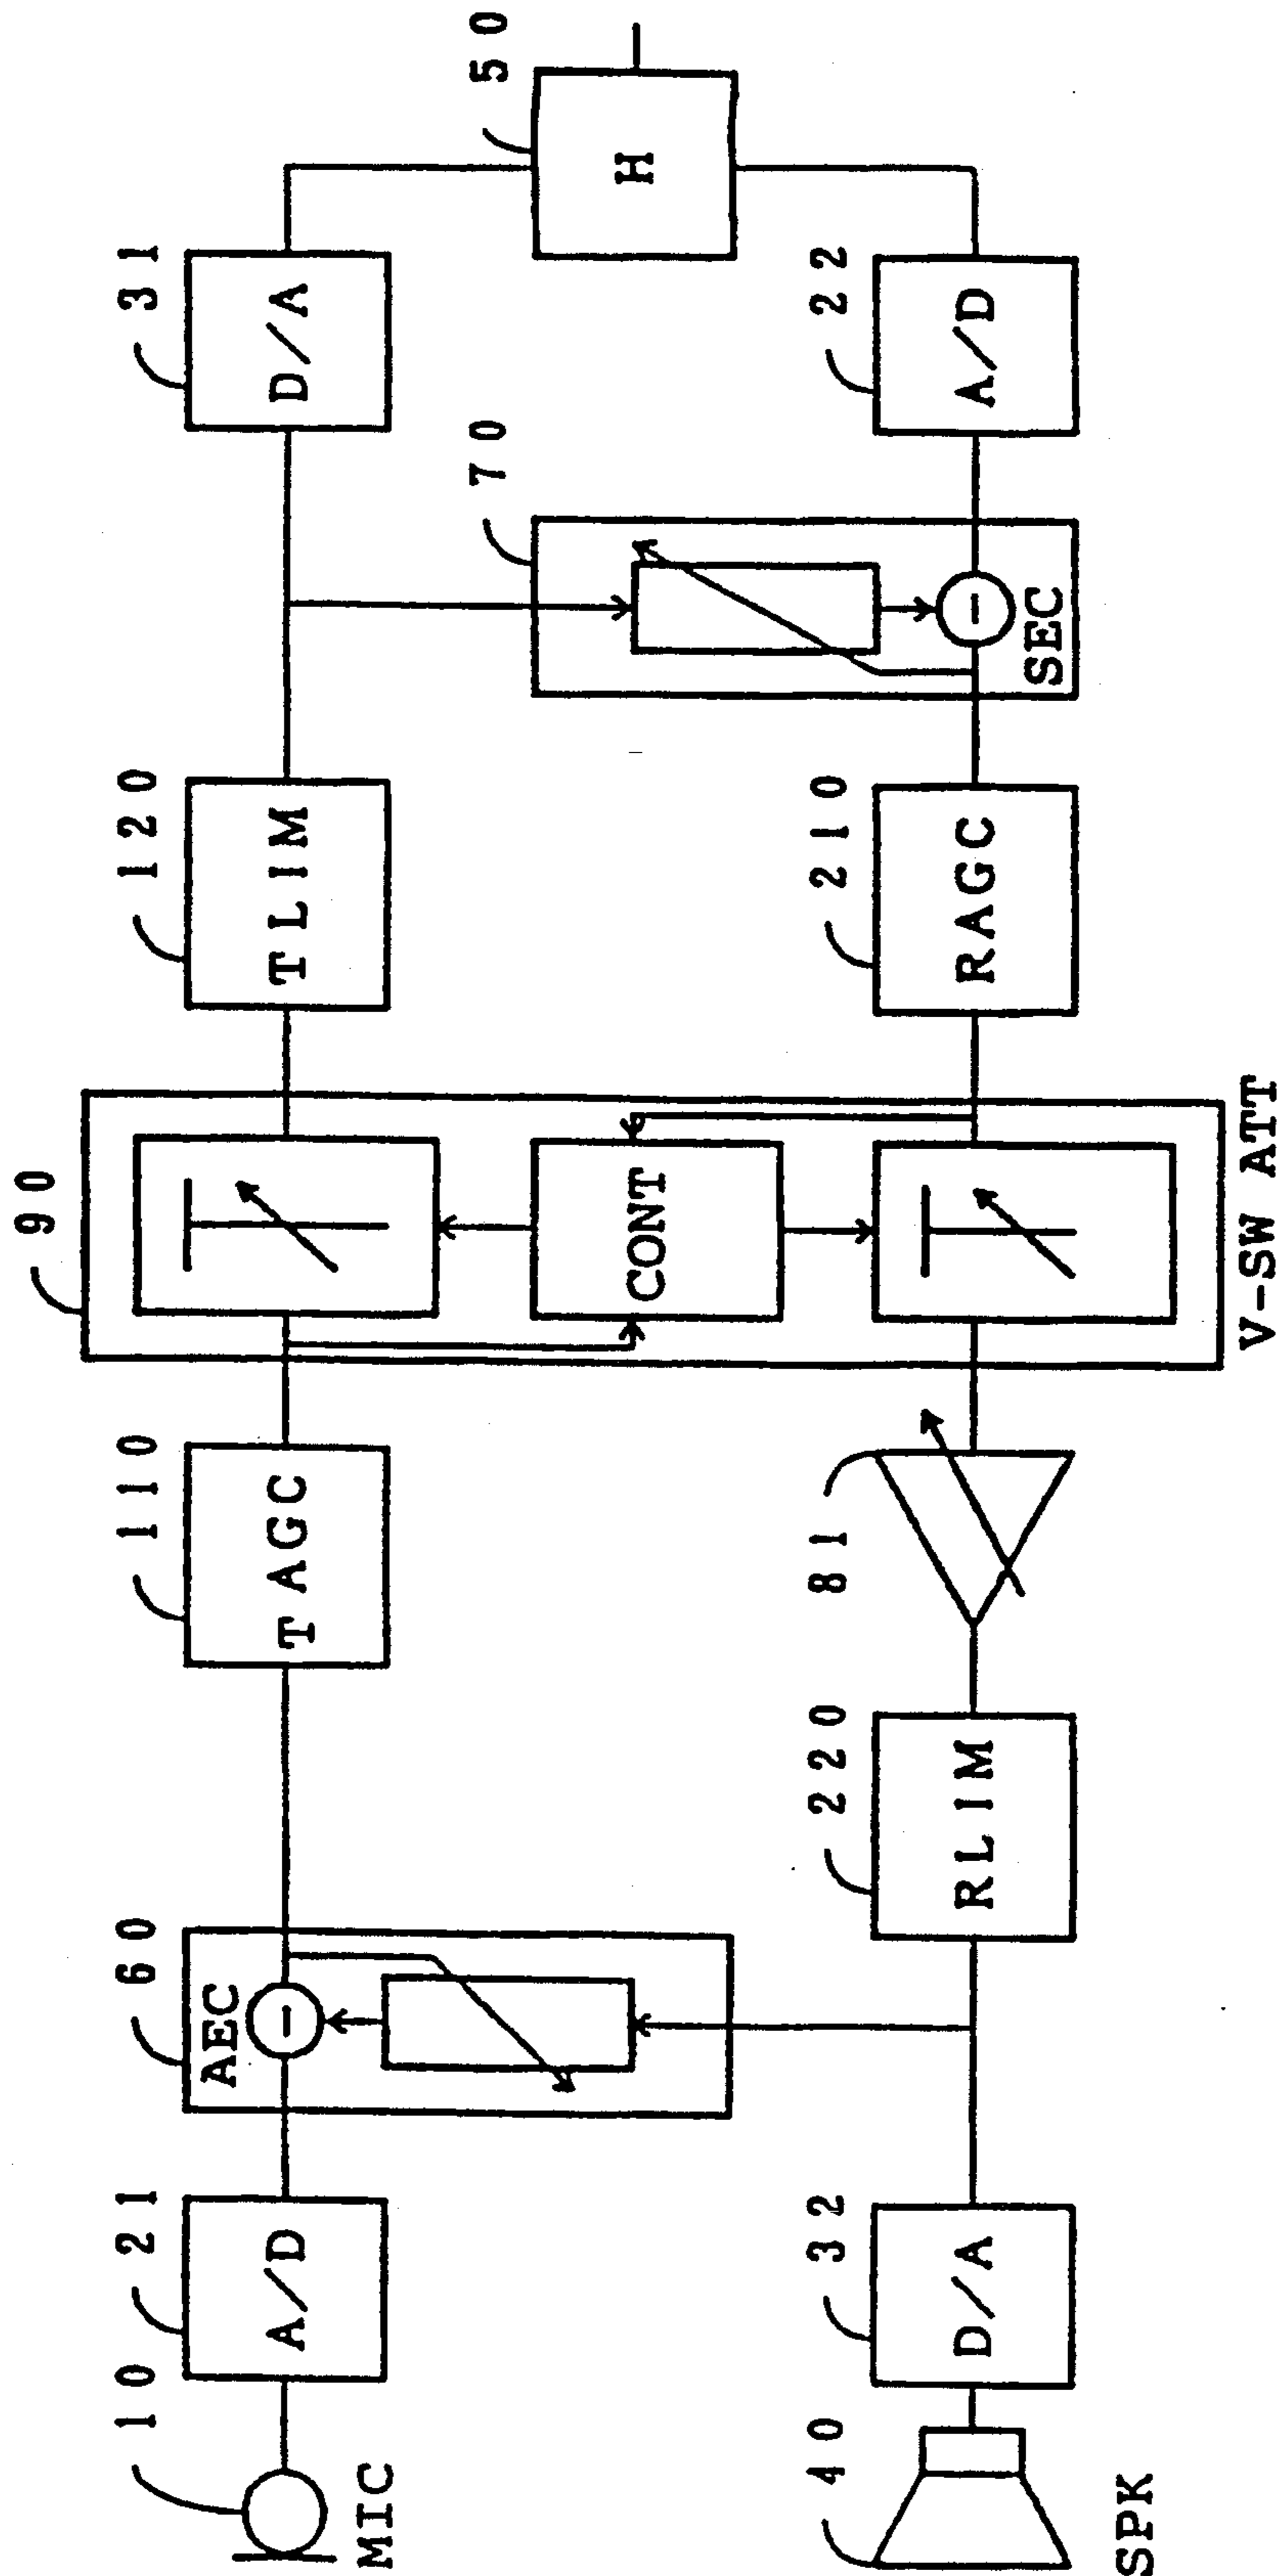 10
MIC
21
A/D
60
AEC
110
TAGC
90
CONT
V-SW ATT
120
TLIM
31
D/A
50
H
40
SPK
32
D/A
220
RLIM
81
210
RAGC
70
SEC
22
A/D